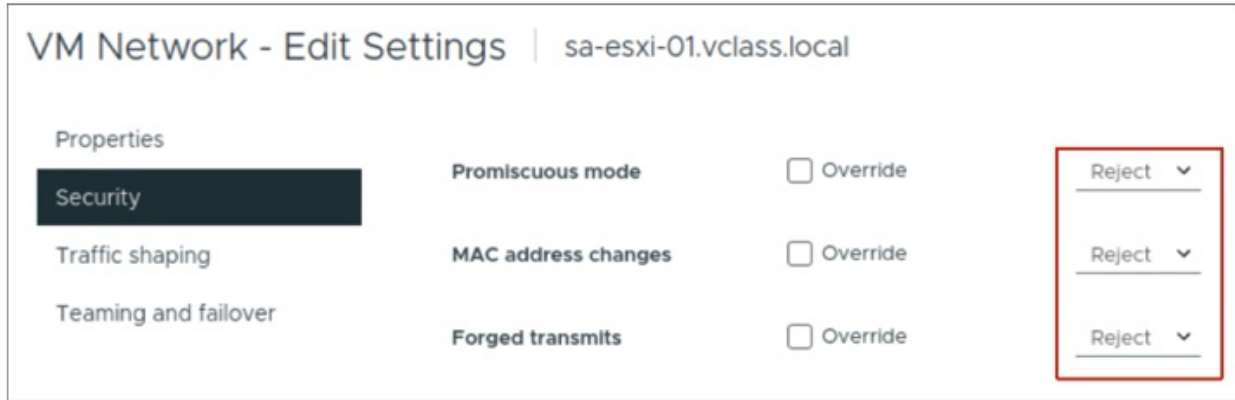 VM Network - Edit Settings sa-esxi-01.vclass.local
Properties
Security
Traffic shaping
Teaming and failover
Promiscuous mode Override Reject
MAC address changes Override Reject
Forged transmits Override Reject